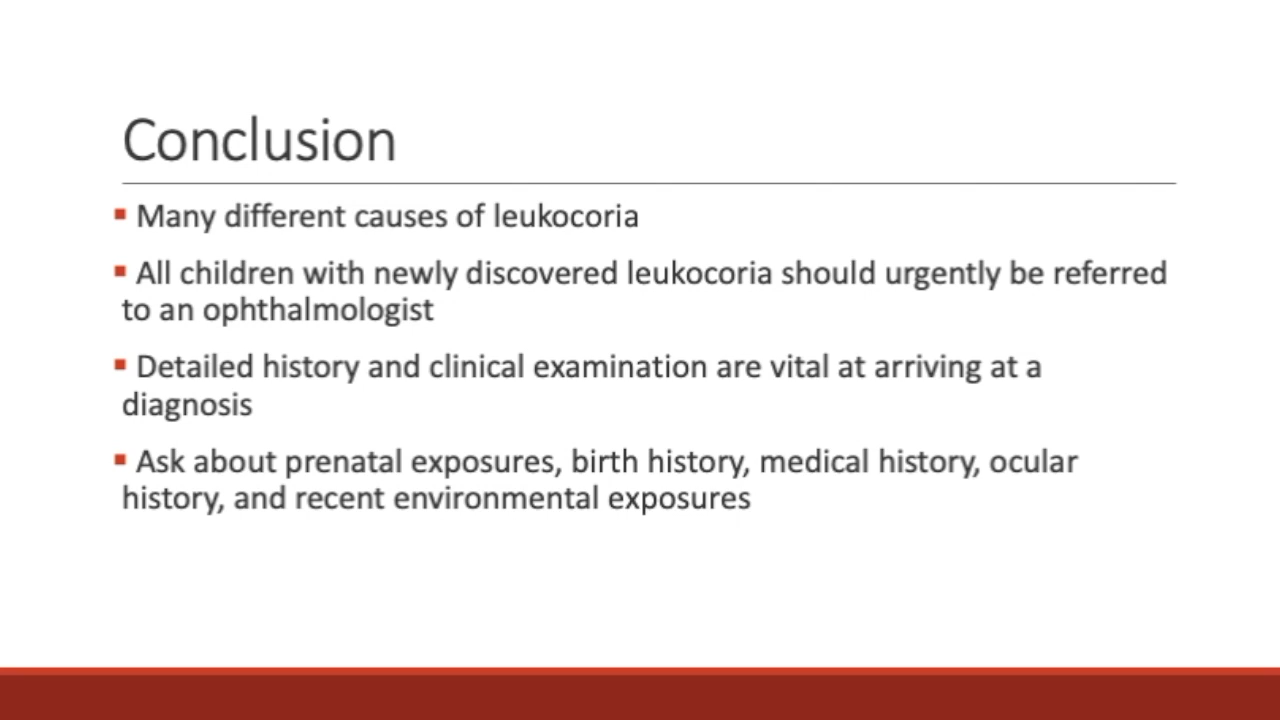 Conclusion
▪ Many different causes of leukocoria
▪ All children with newly discovered leukocoria should urgently be referred
to an ophthalmologist
▪ Detailed history and clinical examination are vital at arriving at a
diagnosis
▪ Ask about prenatal exposures, birth history, medical history, ocular
history, and recent environmental exposures